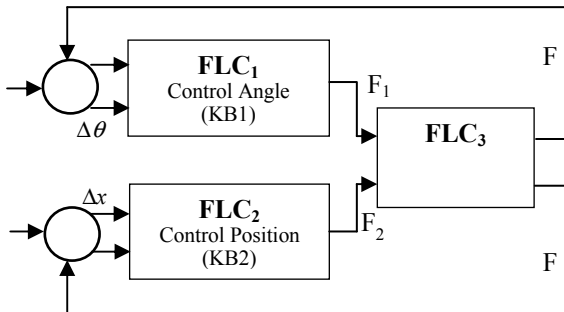 F
FLC₁
Control Angle
(KB1)
F₁
Δθ
FLC₃
Δx
FLC₂
Control Position
(KB2)
F₂
F